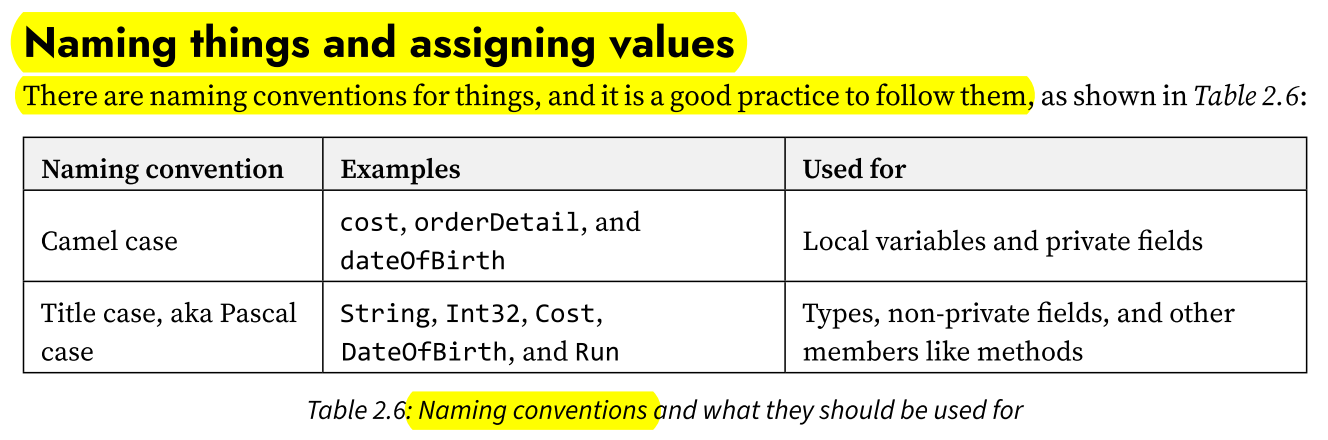 Naming things and assigning values
There are naming conventions for things, and it is a good practice to follow them, as shown in Table 2.6:
Naming convention Examples Used for
Camel case
cost, orderDetail, and
dateOfBirth
Local variables and private fields
Title case, aka Pascal
case
String, Int32, Cost,
DateOfBirth, and Run
Types, non-private fields, and other
members like methods
Table 2.6: Naming conventions and what they should be used for